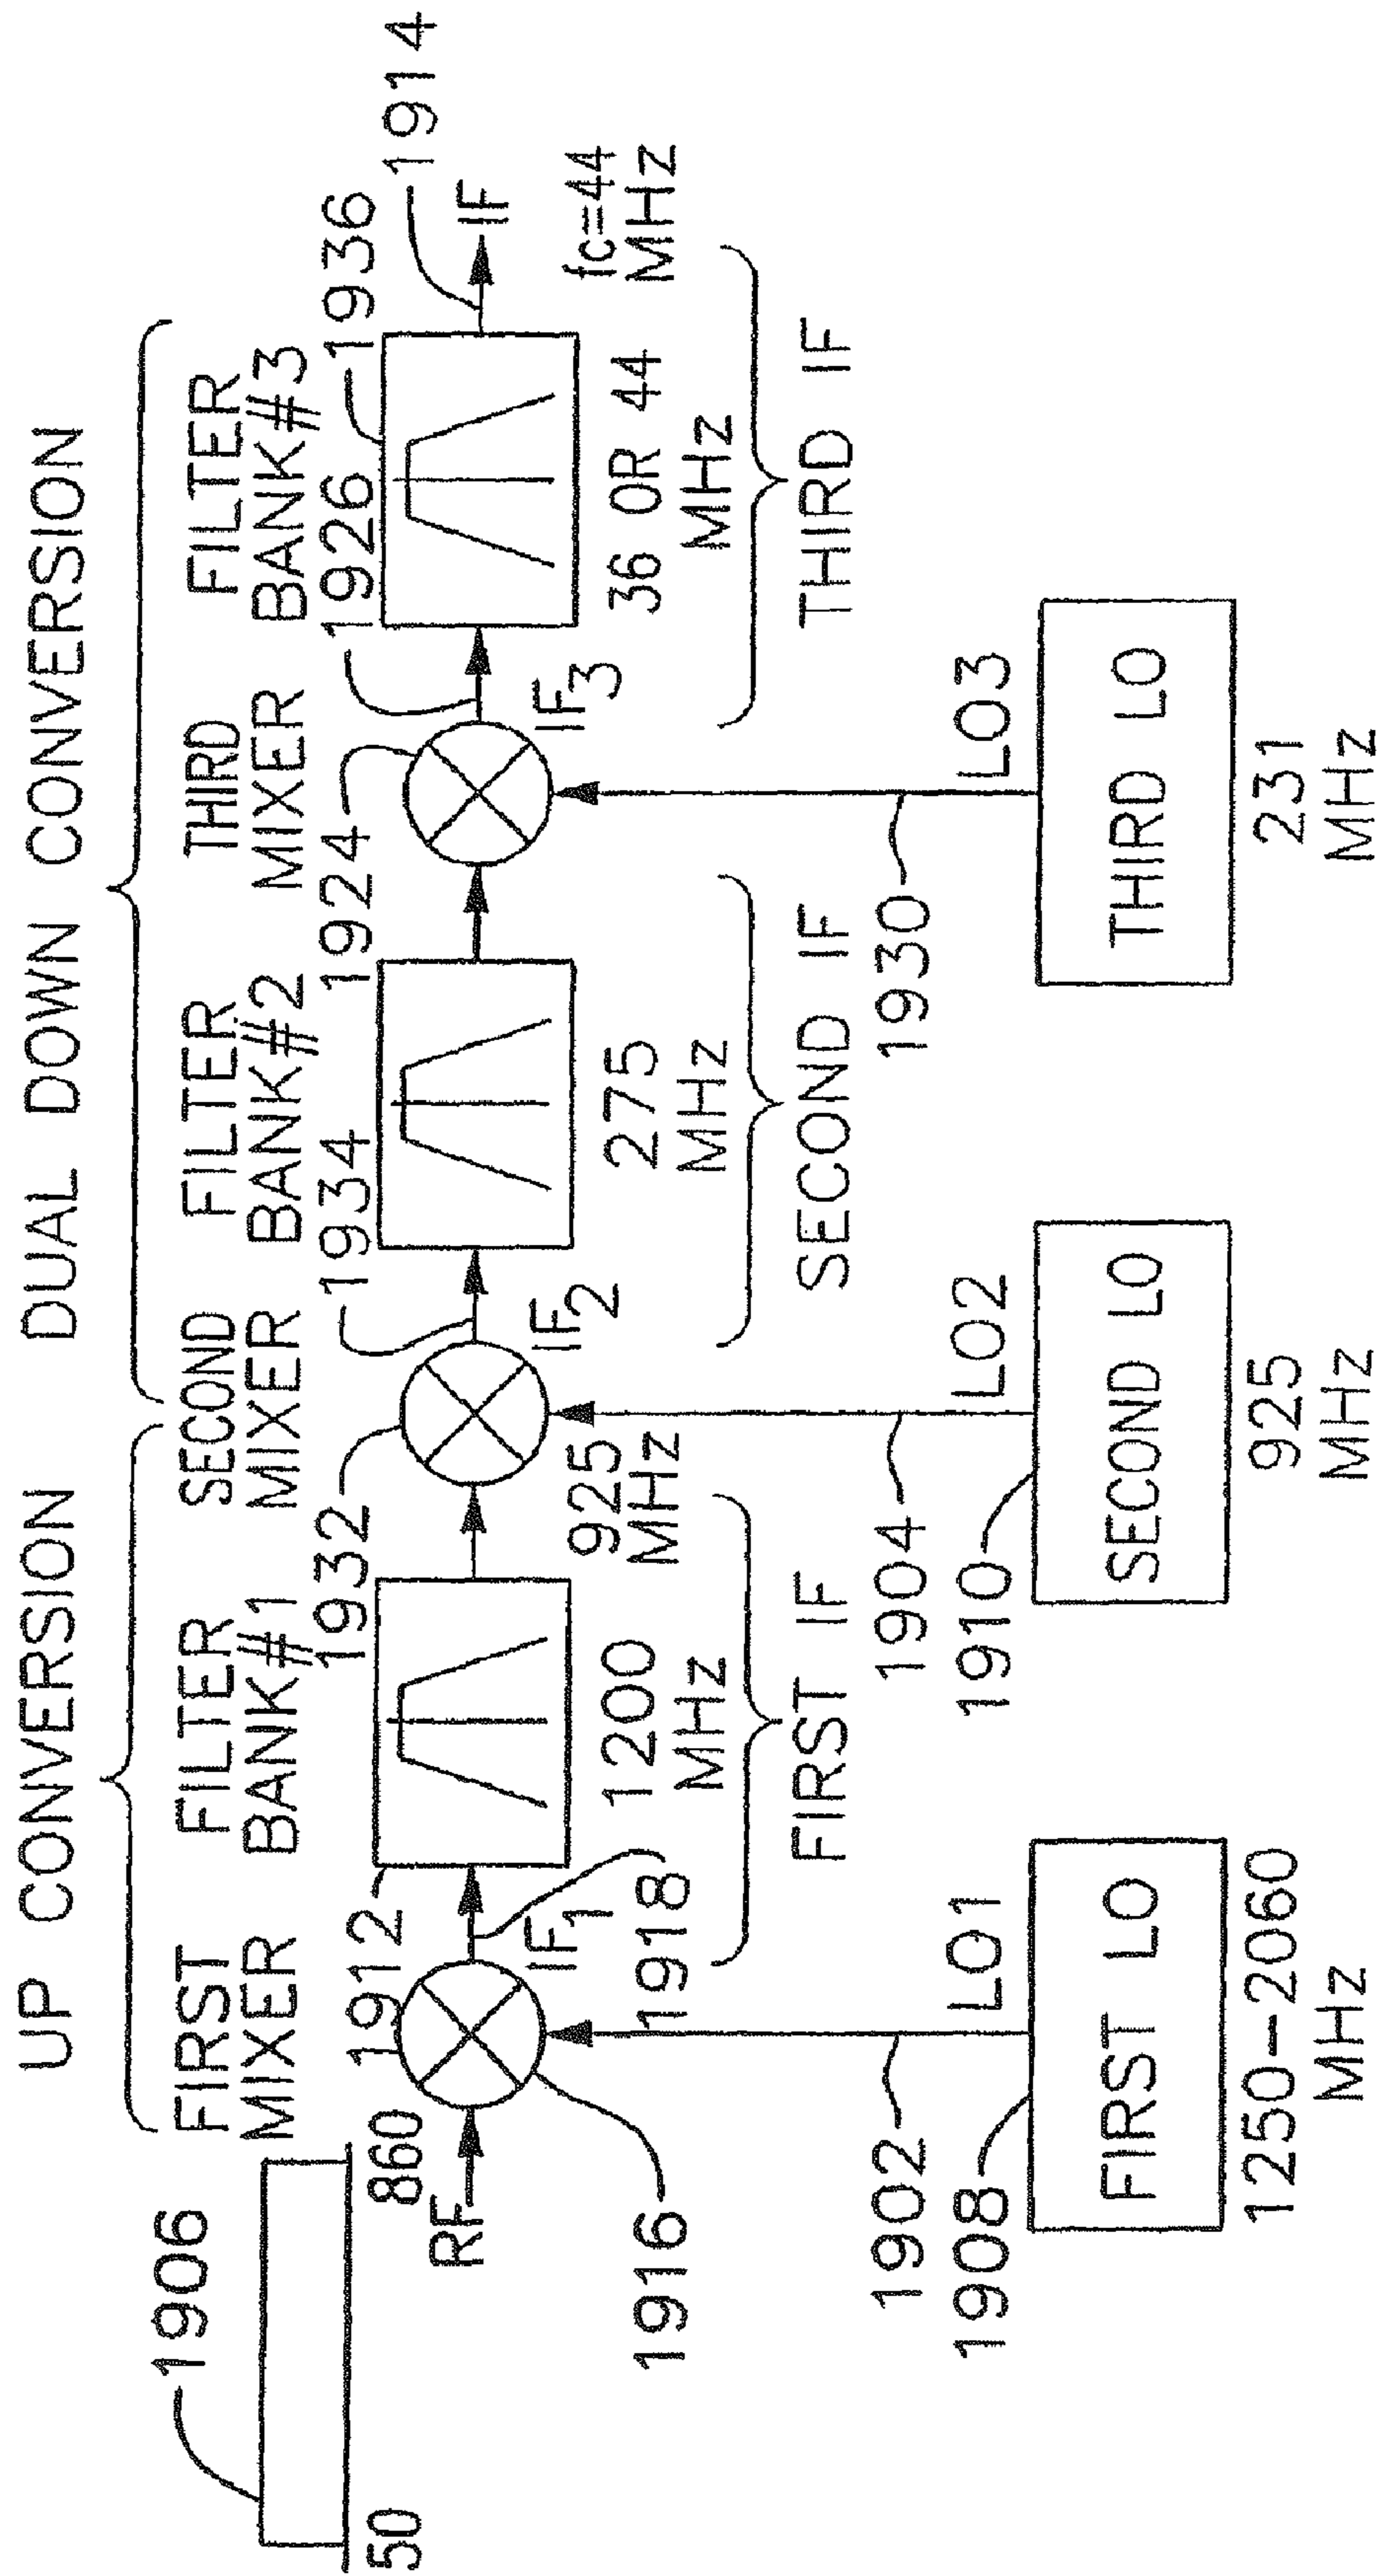 UP CONVERSION
DUAL DOWN CONVERSION
1906
FIRST
MIXER
FILTER
BANK#1
SECOND
MIXER
FILTER
BANK#2
THIRD
MIXER
FILTER
BANK#3
50
860
1912
1932
1934
1924
1926
1936
1914
RF
IF1
IF2
IF3
IF
1916
1918
1200
MHz
925
MHz
275
MHz
36 OR 44
MHz
fc=44
MHz
FIRST IF
SECOND IF
THIRD IF
1902
1904
1930
1908
LO1
1910
LO2
LO3
FIRST LO
SECOND LO
THIRD LO
1250-2060
MHz
925
MHz
231
MHz